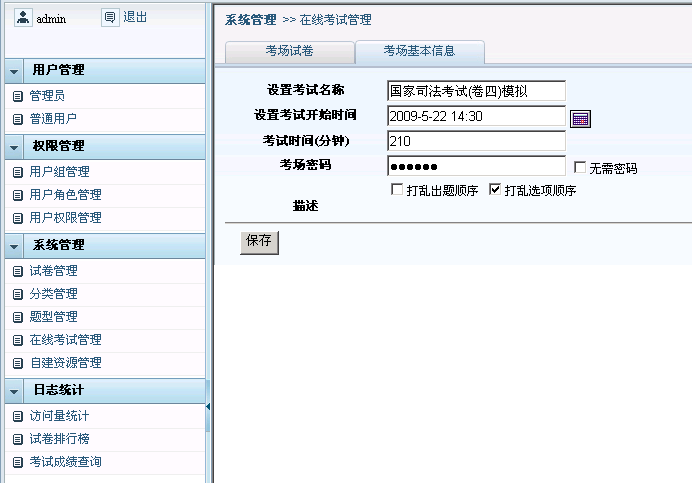 admin 退出
用户管理
管理员
普通用户
权限管理
用户组管理
用户角色管理
用户权限管理
系统管理
试卷管理
分类管理
题型管理
在线考试管理
自建资源管理
日志统计
访问量统计
试卷排行榜
考试成绩查询
系统管理 >> 在线考试管理
考场试卷 考场基本信息
设置考试名称 国家司法考试(卷四)模拟
设置考试开始时间 2009-5-22 14:30
考试时间(分钟) 210
考场密码 ●●●●●● 无需密码
打乱出题顺序 打乱选项顺序
描述
保存